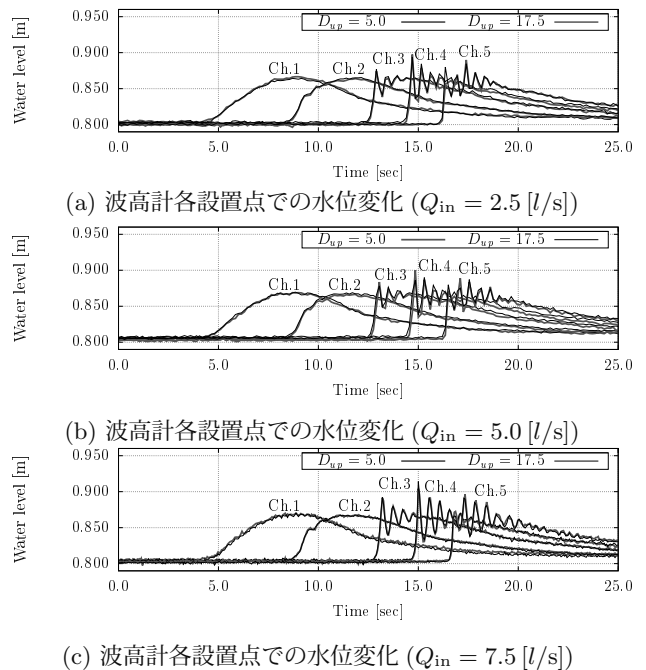 0.950
0.900
0.850
0.800
Water level [m]
D_up = 5.0 D_up = 17.5
Ch.1 Ch.2 Ch.3 Ch.4 Ch.5
0.0 5.0 10.0 15.0 20.0 25.0
Time [sec]
(a) 波高計各設置点での水位変化 (Q_in = 2.5 [l/s])
0.950
0.900
0.850
0.800
Water level [m]
D_up = 5.0 D_up = 17.5
Ch.1 Ch.2 Ch.3 Ch.4 Ch.5
0.0 5.0 10.0 15.0 20.0 25.0
Time [sec]
(b) 波高計各設置点での水位変化 (Q_in = 5.0 [l/s])
0.950
0.900
0.850
0.800
Water level [m]
D_up = 5.0 D_up = 17.5
Ch.1 Ch.2 Ch.3 Ch.4 Ch.5
0.0 5.0 10.0 15.0 20.0 25.0
Time [sec]
(c) 波高計各設置点での水位変化 (Q_in = 7.5 [l/s])